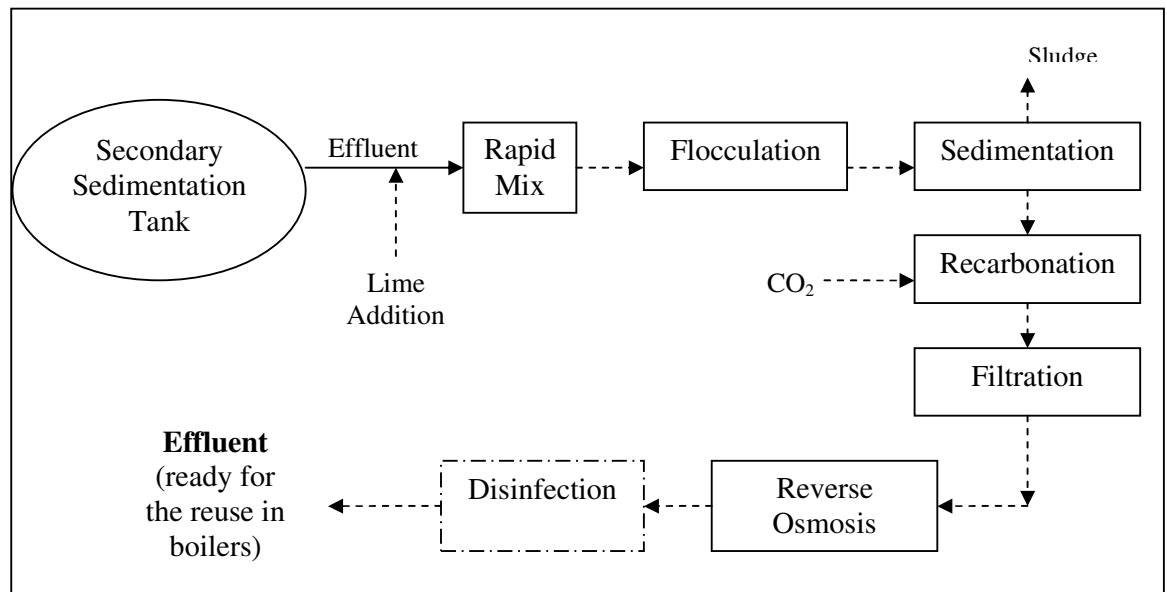 Sludge
Secondary
Sedimentation
Tank
Effluent
Rapid
Mix
Flocculation
Sedimentation
Lime
Addition
CO₂
Recarbonation
Filtration
Reverse
Osmosis
Disinfection
Effluent
(ready for
the reuse in
boilers)